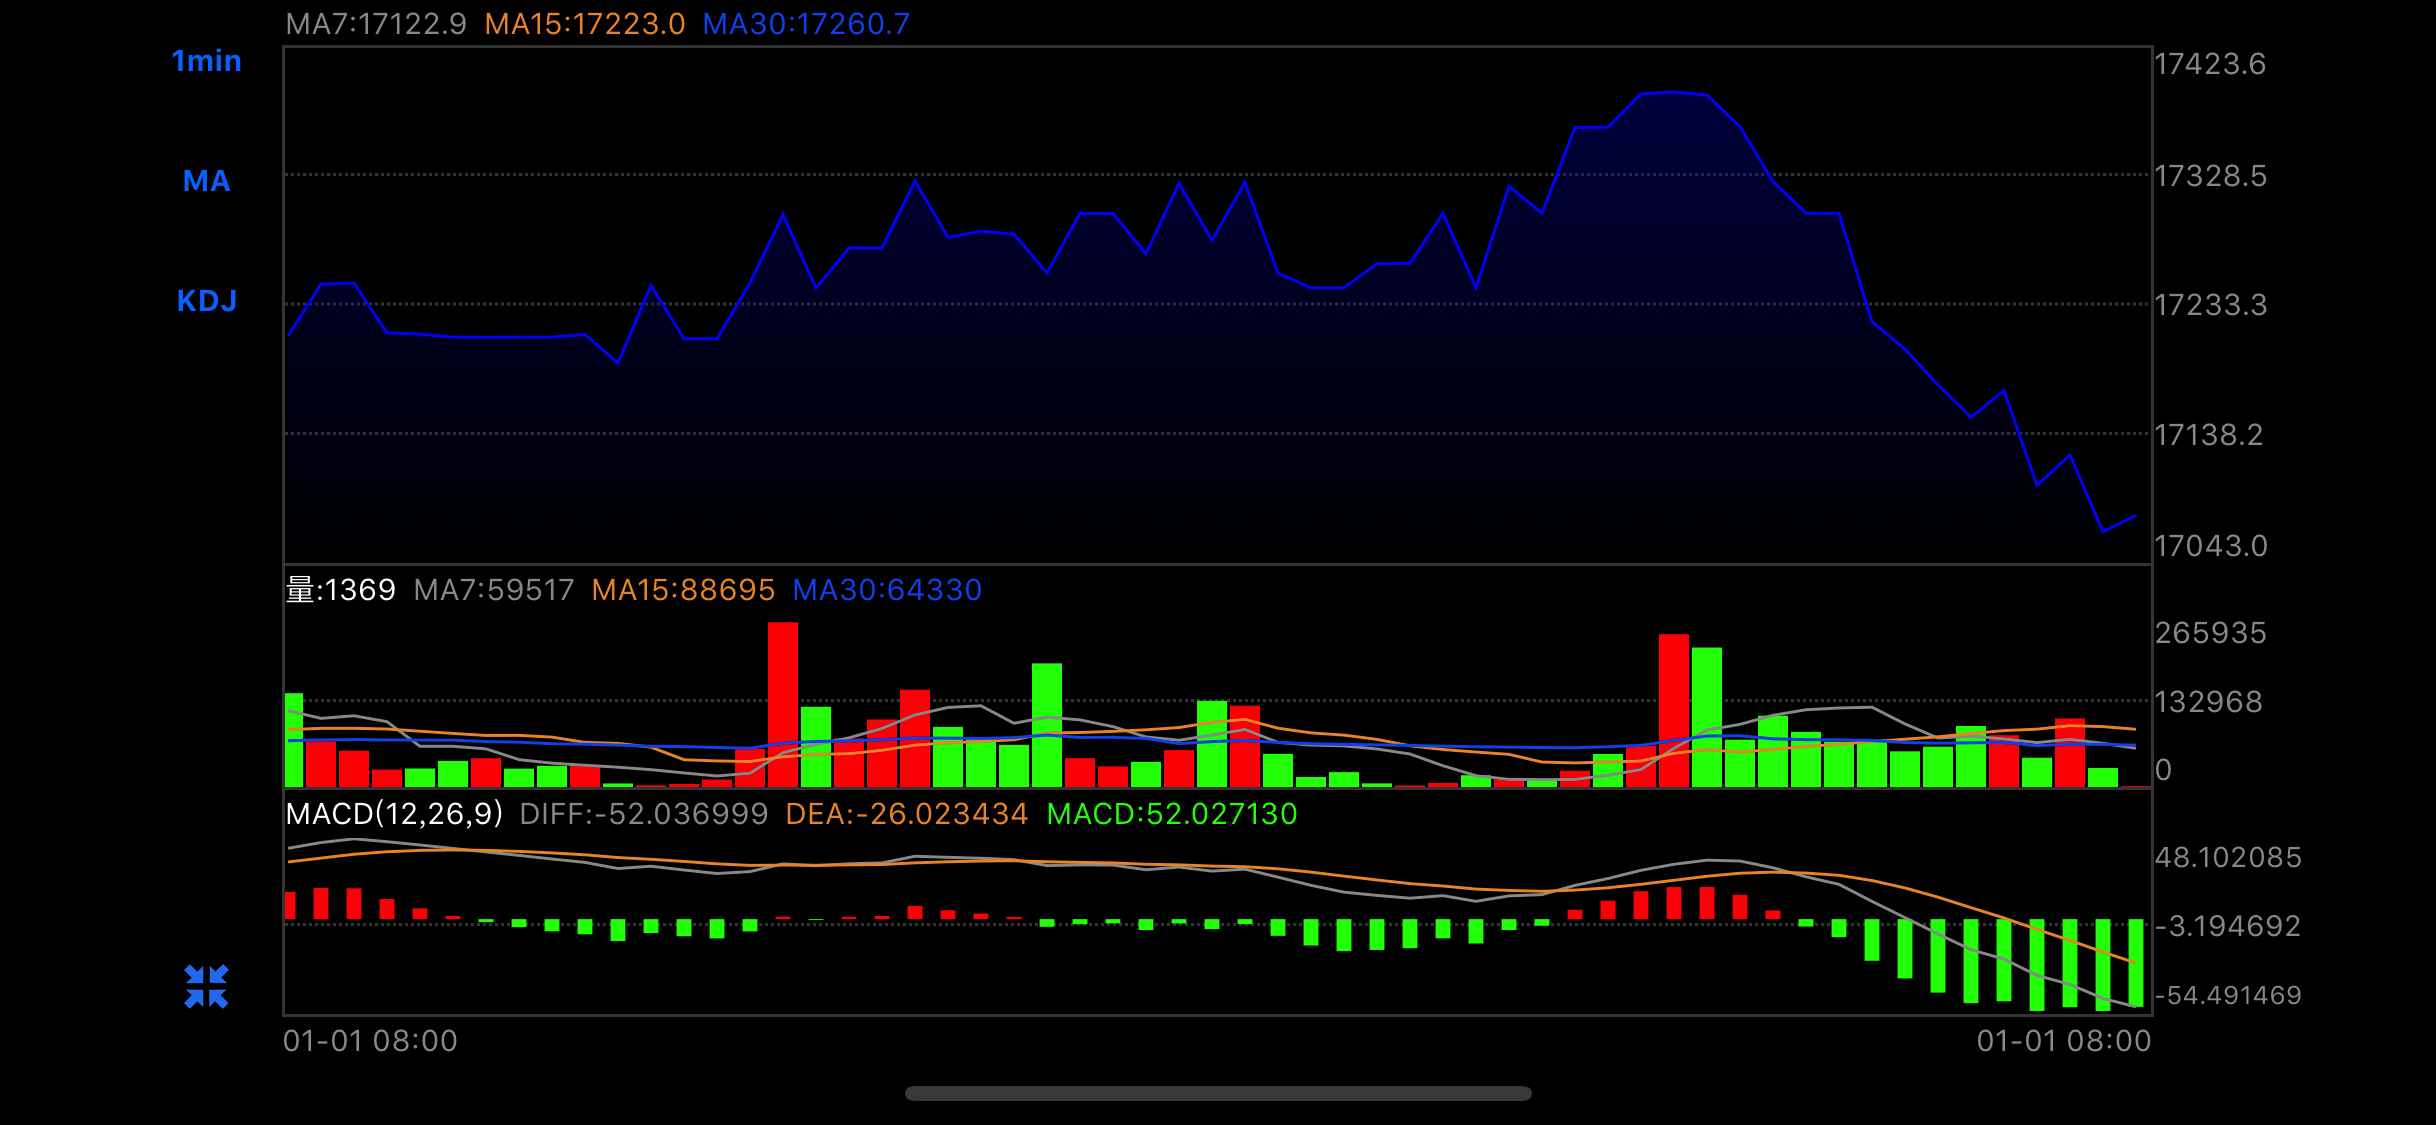 MA7:17122.9 MA15:17223.0 MA30:17260.7
1min
17423.6
MA
17328.5
KDJ
17233.3
17138.2
17043.0
量:1369 MA7:59517 MA15:88695 MA30:64330
265935
132968
0
MACD(12,26,9) DIFF:-52.036999 DEA:-26.023434 MACD:52.027130
48.102085
-3.194692
-54.491469
01-01 08:00 01-01 08:00